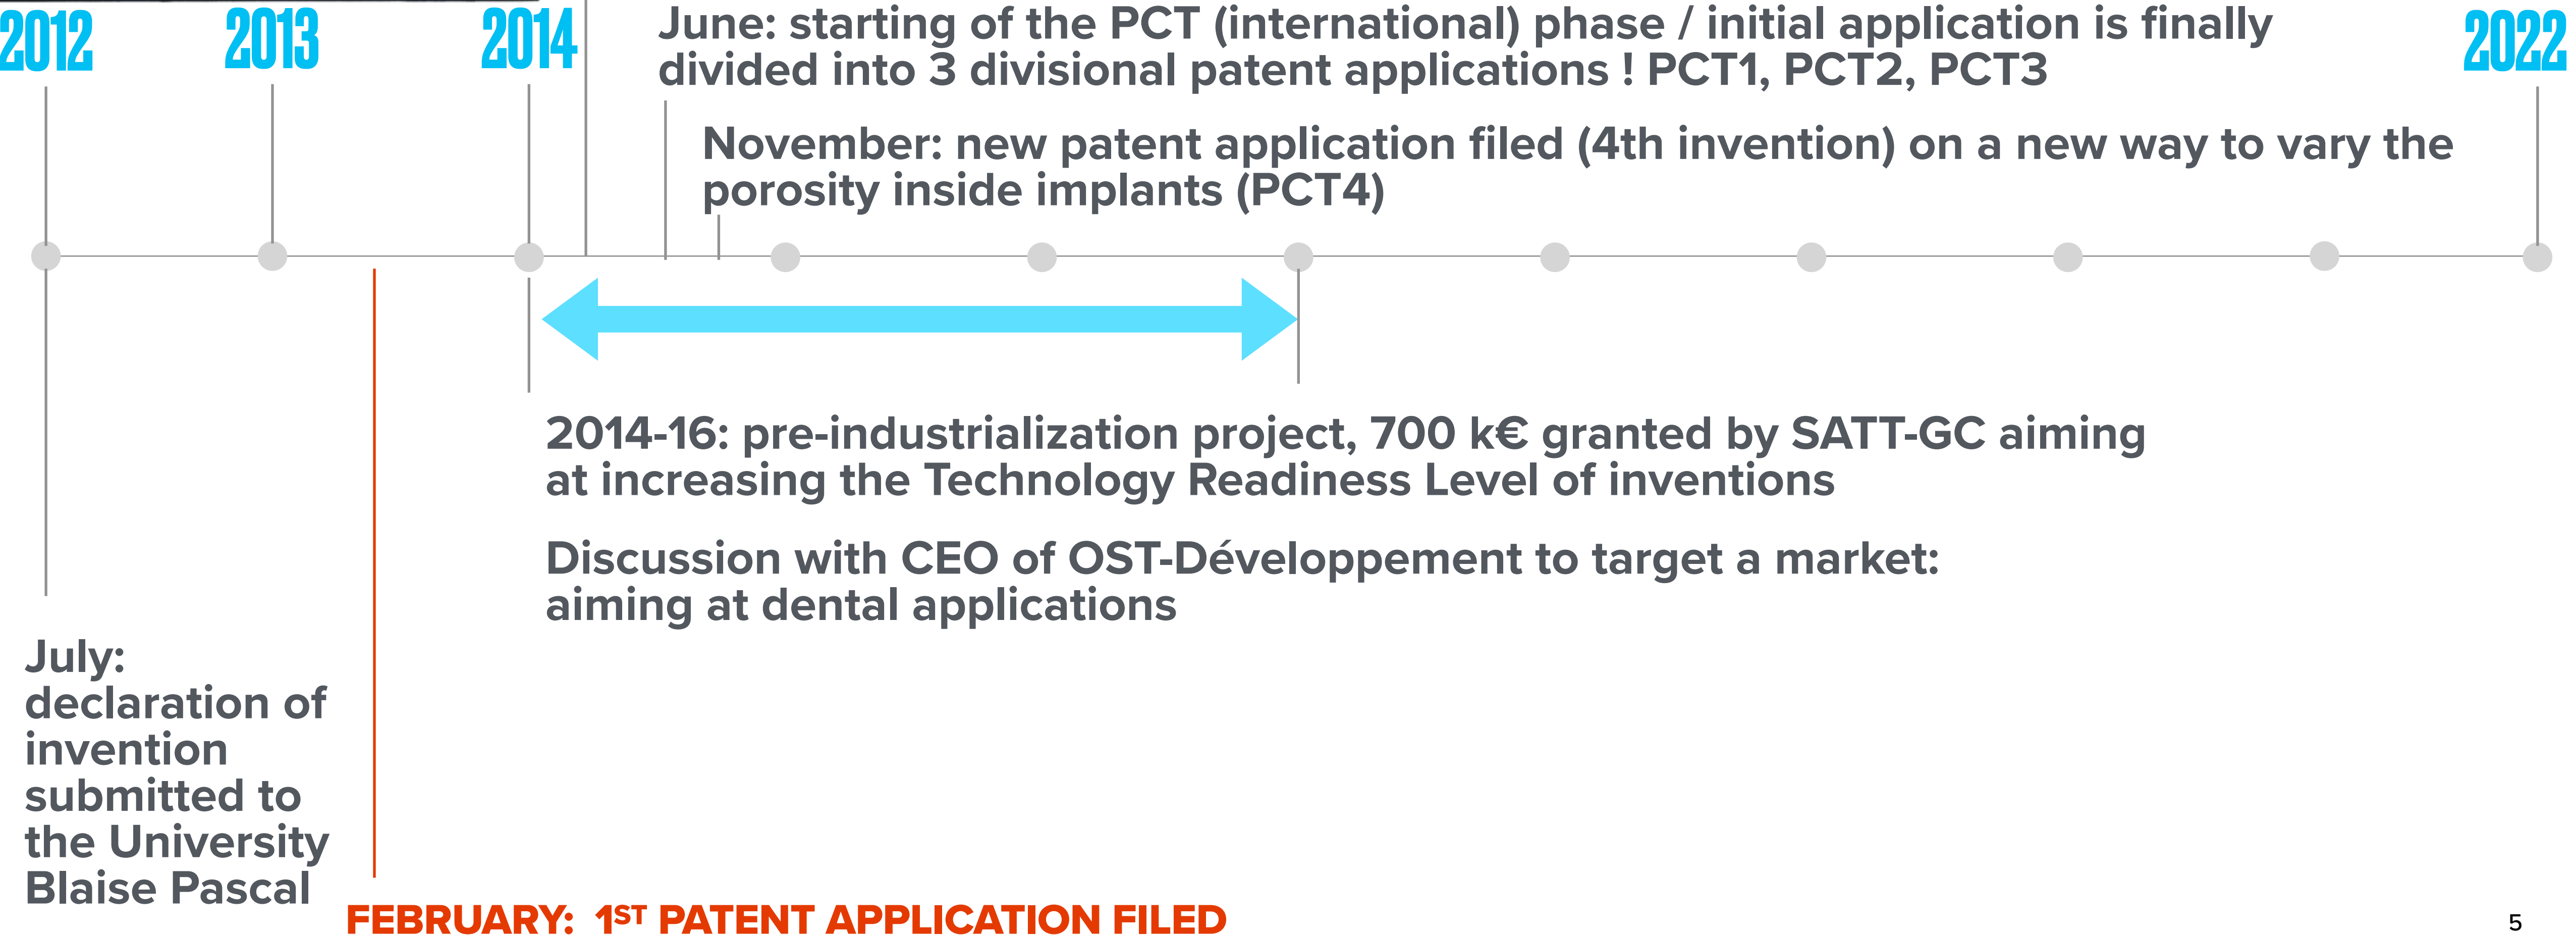 2012
2013
2014
2022
June: starting of the PCT (international) phase / initial application is finally
divided into 3 divisional patent applications ! PCT1, PCT2, PCT3
November: new patent application filed (4th invention) on a new way to vary the
porosity inside implants (PCT4)
2014-16: pre-industrialization project, 700 k€ granted by SATT-GC aiming
at increasing the Technology Readiness Level of inventions
Discussion with CEO of OST-Développement to target a market:
aiming at dental applications
July:
declaration of
invention
submitted to
the University
Blaise Pascal
FEBRUARY: 1ST PATENT APPLICATION FILED
5